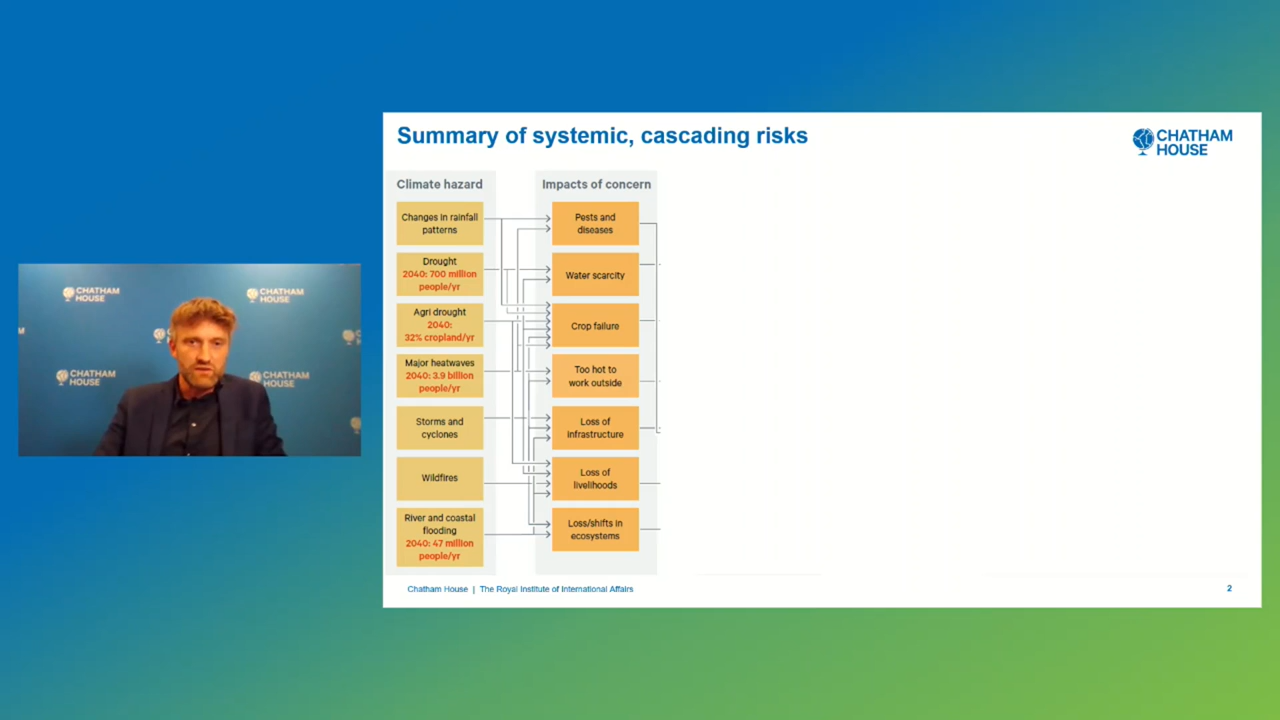 Summary of systemic, cascading risks
CHATHAM
HOUSE
Climate hazard
Impacts of concern
Changes in rainfall
patterns
Pests and
diseases
Drought
2040: 700 million
people/yr
Water scarcity
Agri drought
2040:
32% cropland/yr
Crop failure
Major heatwaves
2040: 3.9 billion
people/yr
Too hot to
work outside
Storms and
cyclones
Loss of
infrastructure
Wildfires
Loss of
livelihoods
River and coastal
flooding
2040: 47 million
people/yr
Loss/shifts in
ecosystems
Chatham House | The Royal Institute of International Affairs
2
CHATHAM
HOUSE
CHATHAM
HOUSE
CHATHAM
HOUSE
CHATHAM
HOUSE